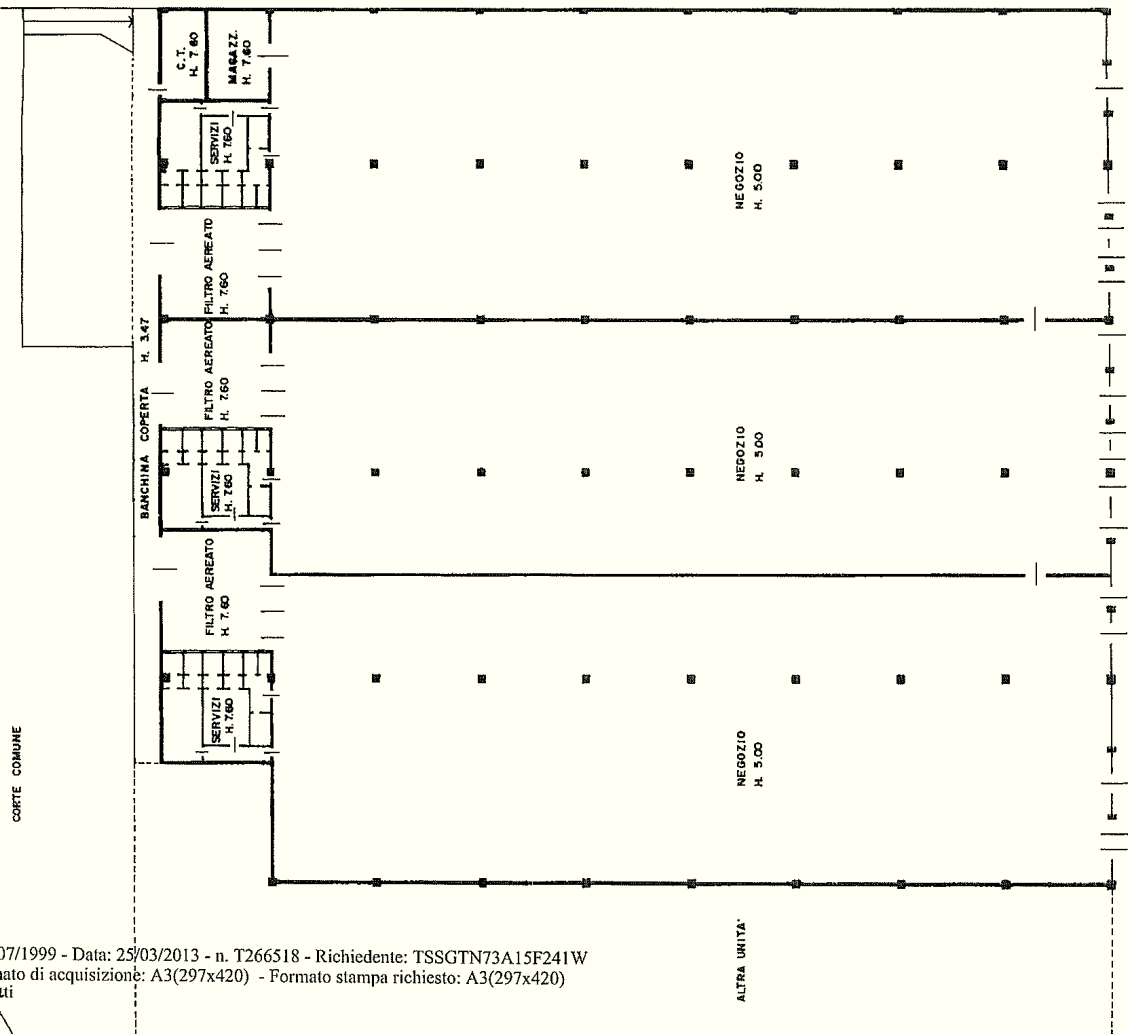 C.T.
H. 7.60
MAGAZZ.
H. 7.60
SERVIZI
H. 7.60
NEGOZIO
H. 5.00
FILTRO AEREATO
H. 7.60
BANCHINA COPERTA H. 3.47
FILTRO AEREATO
H. 7.60
SERVIZI
H. 7.60
NEGOZIO
H. 5.00
FILTRO AEREATO
H. 7.60
SERVIZI
H. 7.60
NEGOZIO
H. 5.00
CORTE COMUNE
ALTRA UNITA'
07/1999 - Data: 25/03/2013 - n. T266518 - Richiedente: TSSGTN73A15F241W
nato di acquisizione: A3(297x420) - Formato stampa richiesto: A3(297x420)